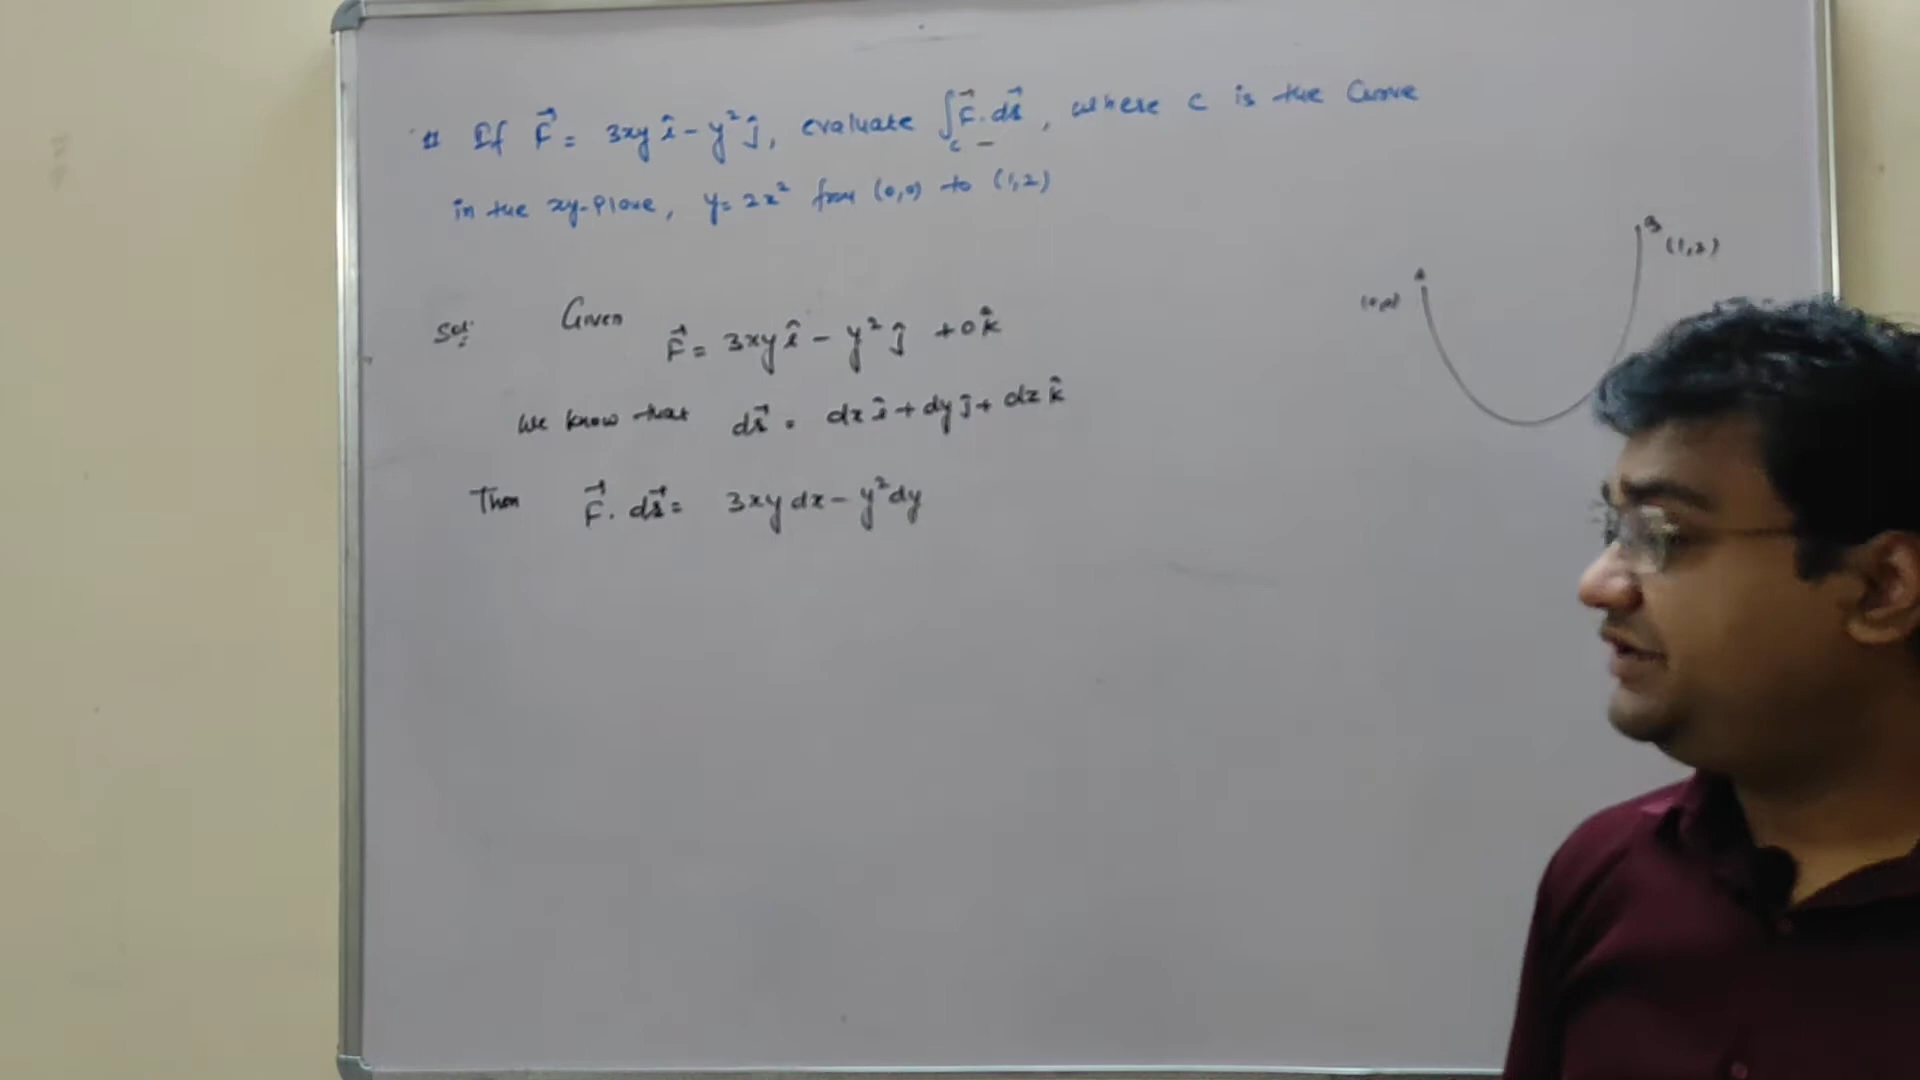 # If F⃗ = 3xy î - y² ĵ, evaluate ∫_c F⃗. dr⃗, where c is the Curve
in the xy-Plane, y = 2x² from (0,0) to (1,2)
Sol: Given
F⃗ = 3xy î - y² ĵ + 0 k̂
We know that dr⃗ = dx î + dy ĵ + dz k̂
Then F⃗. dr⃗ = 3xy dx - y² dy
B
(1,2)
A
(0,0)